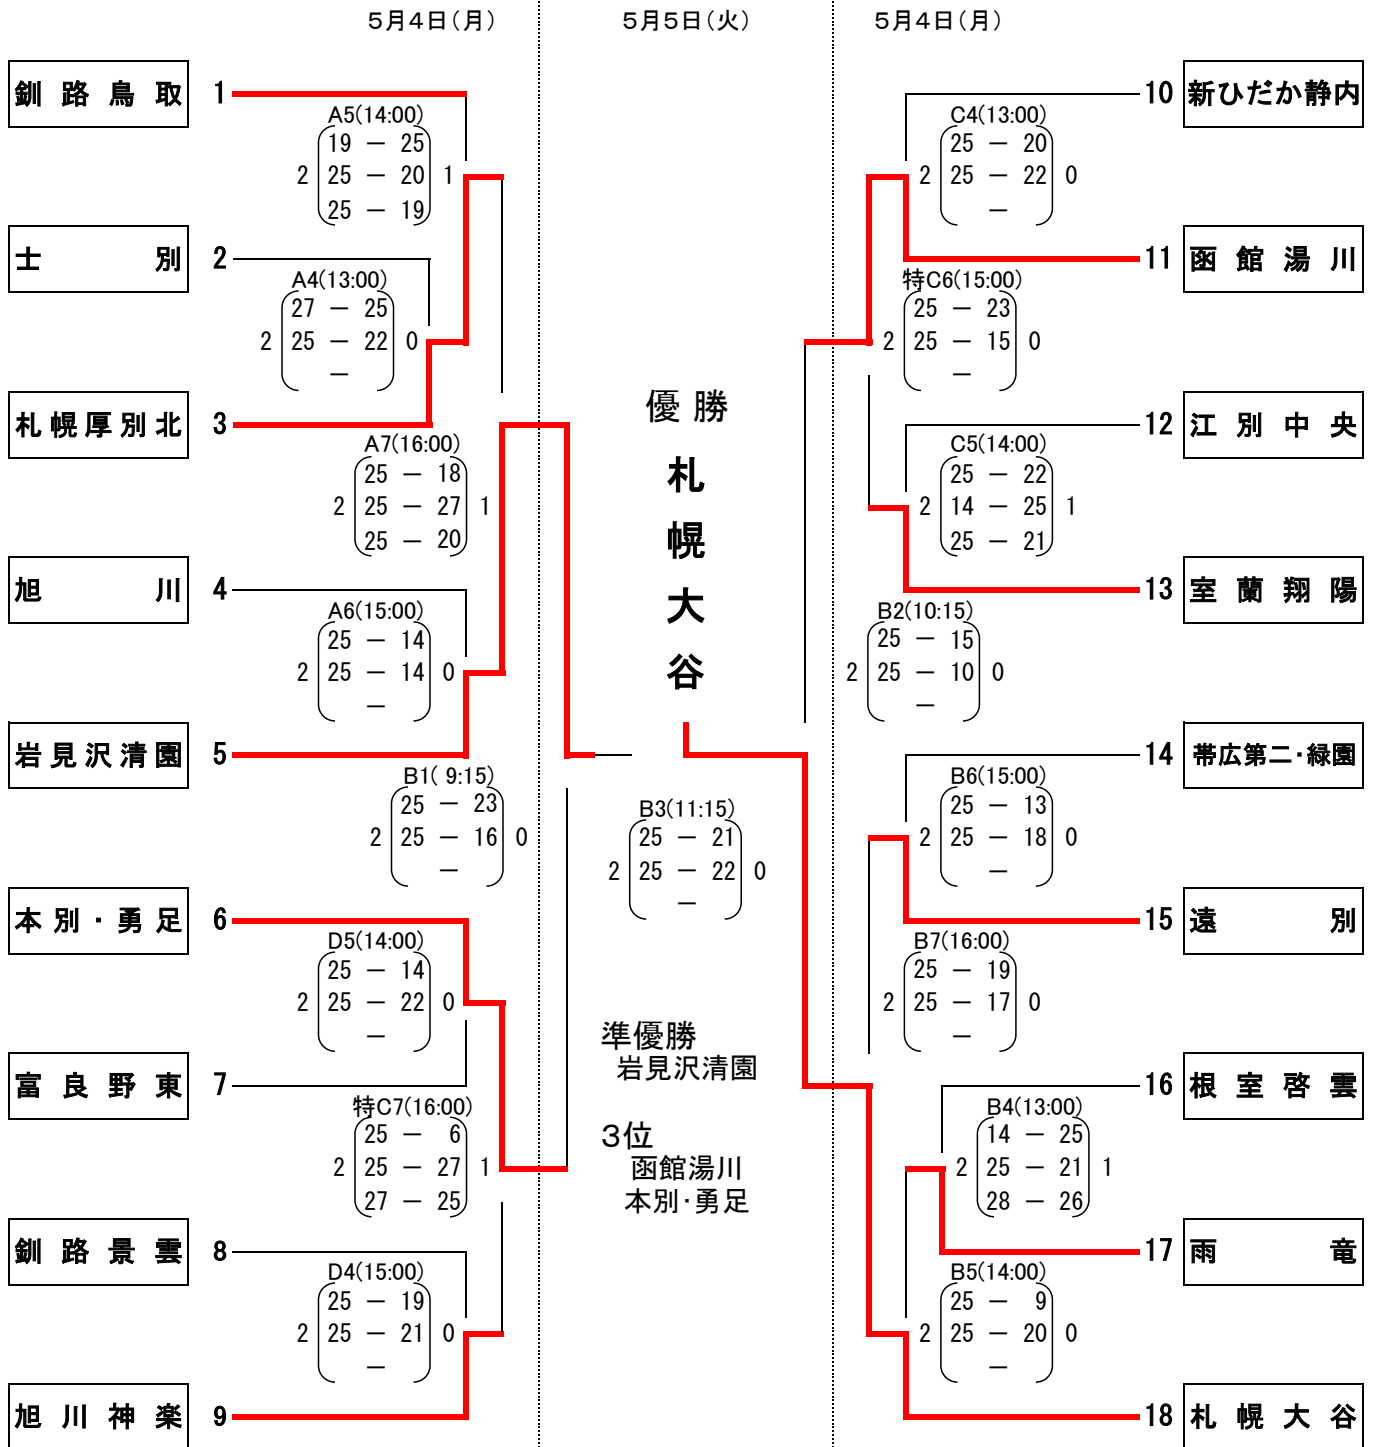 5月4日(月)
5月5日(火)
5月4日(月)
釧路鳥取 1
A5(14:00)
19 － 25
2 25 － 20 1
25 － 19
士別 2
A4(13:00)
27 － 25
2 25 － 22 0
－
札幌厚別北 3
A7(16:00)
25 － 18
2 25 － 27 1
25 － 20
旭川 4
A6(15:00)
25 － 14
2 25 － 14 0
－
岩見沢清園 5
B1( 9:15)
25 － 23
2 25 － 16 0
－
本別・勇足 6
D5(14:00)
25 － 14
2 25 － 22 0
－
富良野東 7
特C7(16:00)
25 － 6
2 25 － 27 1
27 － 25
釧路景雲 8
D4(15:00)
25 － 19
2 25 － 21 0
－
旭川神楽 9
優勝
札幌大谷
B3(11:15)
25 － 21
2 25 － 22 0
－
準優勝
岩見沢清園
3位
函館湯川
本別・勇足
10 新ひだか静内
C4(13:00)
25 － 20
2 25 － 22 0
－
11 函館湯川
特C6(15:00)
25 － 23
2 25 － 15 0
－
12 江別中央
C5(14:00)
25 － 22
2 14 － 25 1
25 － 21
13 室蘭翔陽
B2(10:15)
25 － 15
2 25 － 10 0
－
14 帯広第二・緑園
B6(15:00)
25 － 13
2 25 － 18 0
－
15 遠別
B7(16:00)
25 － 19
2 25 － 17 0
－
16 根室啓雲
B4(13:00)
14 － 25
2 25 － 21 1
28 － 26
17 雨竜
B5(14:00)
25 － 9
2 25 － 20 0
－
18 札幌大谷